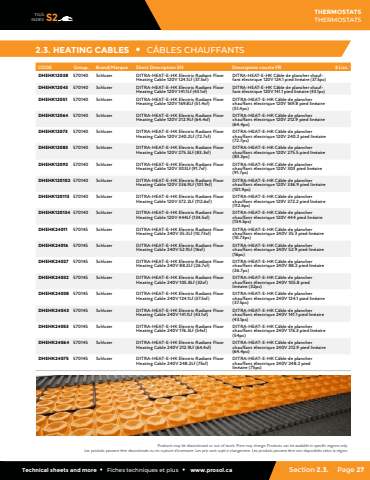 TOUS
INDEX
S2
THERMOSTATS
THERMOSTATS
2.3. HEATING CABLES • CÂBLES CHAUFFANTS
CODE Group Brand/Marque Short Description EN Description courte FR $ List.
DHEHK12038 570140 Schluter DITRA-HEAT-E-HK Electric Radiant Floor Heating Cable 120V 124.1LF (37.5sf) DITRA-HEAT-E-HK Câble de plancher chauffant électrique 120V 124.1 pied linéaire (37.5pc)
DHEHK12043 570140 Schluter DITRA-HEAT-E-HK Electric Radiant Floor Heating Cable 120V 141.1LF (43.1sf) DITRA-HEAT-E-HK Câble de plancher chauffant électrique 120V 141.1 pied linéaire (43.1pc)
DHEHK12051 570140 Schluter DITRA-HEAT-E-HK Electric Radiant Floor Heating Cable 120V 169.8LF (51.4sf) DITRA-HEAT-E-HK Câble de plancher chauffant électrique 120V 169.8 pied linéaire (51.4pc)
DHEHK12064 570140 Schluter DITRA-HEAT-E-HK Electric Radiant Floor Heating Cable 120V 212.9LF (64.4sf) DITRA-HEAT-E-HK Câble de plancher chauffant électrique 120V 212.9 pied linéaire (64.4pc)
DHEHK12073 570140 Schluter DITRA-HEAT-E-HK Electric Radiant Floor Heating Cable 120V 240.2LF (72.7sf) DITRA-HEAT-E-HK Câble de plancher chauffant électrique 120V 240.2 pied linéaire (72.7pc)
DHEHK12083 570140 Schluter DITRA-HEAT-E-HK Electric Radiant Floor Heating Cable 120V 275.5LF (83.3sf) DITRA-HEAT-E-HK Câble de plancher chauffant électrique 120V 275.5 pied linéaire (83.3pc)
DHEHK12092 570140 Schluter DITRA-HEAT-E-HK Electric Radiant Floor Heating Cable 120V 303LF (91.7sf) DITRA-HEAT-E-HK Câble de plancher chauffant électrique 120V 303 pied linéaire (91.7pc)
DHEHK120102 570140 Schluter DITRA-HEAT-E-HK Electric Radiant Floor Heating Cable 120V 336.9LF (101.9sf) DITRA-HEAT-E-HK Câble de plancher chauffant électrique 120V 336.9 pied linéaire (101.9pc)
DHEHK120113 570140 Schluter DITRA-HEAT-E-HK Electric Radiant Floor Heating Cable 120V 372.2LF (112.6sf) DITRA-HEAT-E-HK Câble de plancher chauffant électrique 120V 372.2 pied linéaire (112.6pc)
DHEHK120134 570140 Schluter DITRA-HEAT-E-HK Electric Radiant Floor Heating Cable 120V 444LF (134.5sf) DITRA-HEAT-E-HK Câble de plancher chauffant électrique 120V 444 pied linéaire (134.5pc)
DHEHK24011 570145 Schluter DITRA-HEAT-E-HK Electric Radiant Floor Heating Cable 240V 35.3LF (10.73sf) DITRA-HEAT-E-HK Câble de plancher chauffant électrique 240V 35.3 pied linéaire (10.73pc)
DHEHK24016 570145 Schluter DITRA-HEAT-E-HK Electric Radiant Floor Heating Cable 240V 52.9LF (16sf) DITRA-HEAT-E-HK Câble de plancher chauffant électrique 240V 52.9 pied linéaire (16pc)
DHEHK24027 570145 Schluter DITRA-HEAT-E-HK Electric Radiant Floor Heating Cable 240V 88.2LF (26.7sf) DITRA-HEAT-E-HK Câble de plancher chauffant électrique 240V 88.2 pied linéaire (26.7pc)
DHEHK24032 570145 Schluter DITRA-HEAT-E-HK Electric Radiant Floor Heating Cable 240V 105.8LF (32sf) DITRA-HEAT-E-HK Câble de plancher chauffant électrique 240V 105.8 pied linéaire (32pc)
DHEHK24038 570145 Schluter DITRA-HEAT-E-HK Electric Radiant Floor Heating Cable 240V 124.1LF (37.5sf) DITRA-HEAT-E-HK Câble de plancher chauffant électrique 240V 124.1 pied linéaire (37.5pc)
DHEHK24043 570145 Schluter DITRA-HEAT-E-HK Electric Radiant Floor Heating Cable 240V 141.1LF (43.1sf) DITRA-HEAT-E-HK Câble de plancher chauffant électrique 240V 141.1 pied linéaire (43.1pc)
DHEHK24053 570145 Schluter DITRA-HEAT-E-HK Electric Radiant Floor Heating Cable 240V 176.3LF (54sf) DITRA-HEAT-E-HK Câble de plancher chauffant électrique 240V 176.3 pied linéaire (54pc)
DHEHK24064 570145 Schluter DITRA-HEAT-E-HK Electric Radiant Floor Heating Cable 240V 212.9LF (64.4sf) DITRA-HEAT-E-HK Câble de plancher chauffant électrique 240V 212.9 pied linéaire (64.4pc)
DHEHK24075 570145 Schluter DITRA-HEAT-E-HK Electric Radiant Floor Heating Cable 240V 248.2LF (75sf) DITRA-HEAT-E-HK Câble de plancher chauffant électrique 240V 248.2 pied linéaire (75pc)
Products may be discontinued or out of stock. Price may change. Products can be available in specific regions only.
Les produits peuvent être discontinués ou en rupture d'inventaire. Les prix sont sujet à changement. Les produits peuvent être non disponibles selon la région.
Technical sheets and more • Fiches techniques et plus • www.prosol.ca
Section 2.3. Page 27